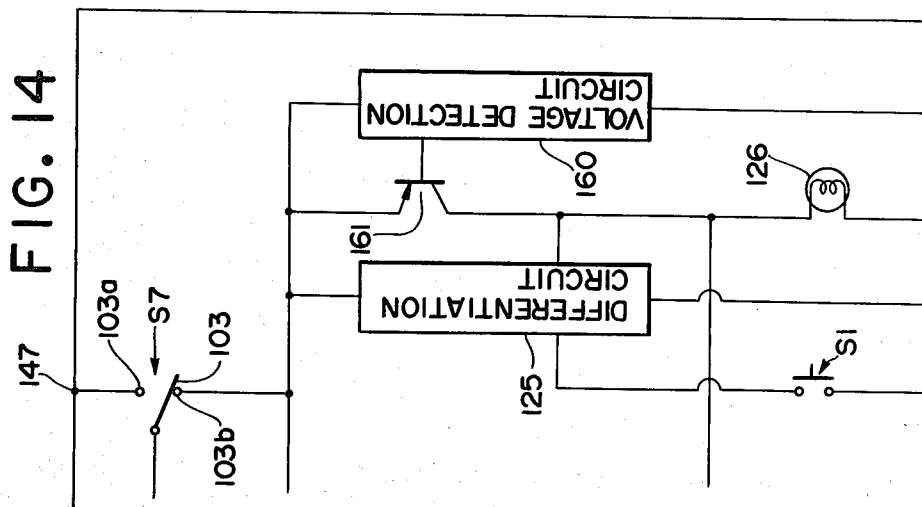 FIG. 14
147
103a
S7
103
103b
VOLTAGE DETECTION
CIRCUIT
160
161
126
DIFFERENTIATION
CIRCUIT
125
S1